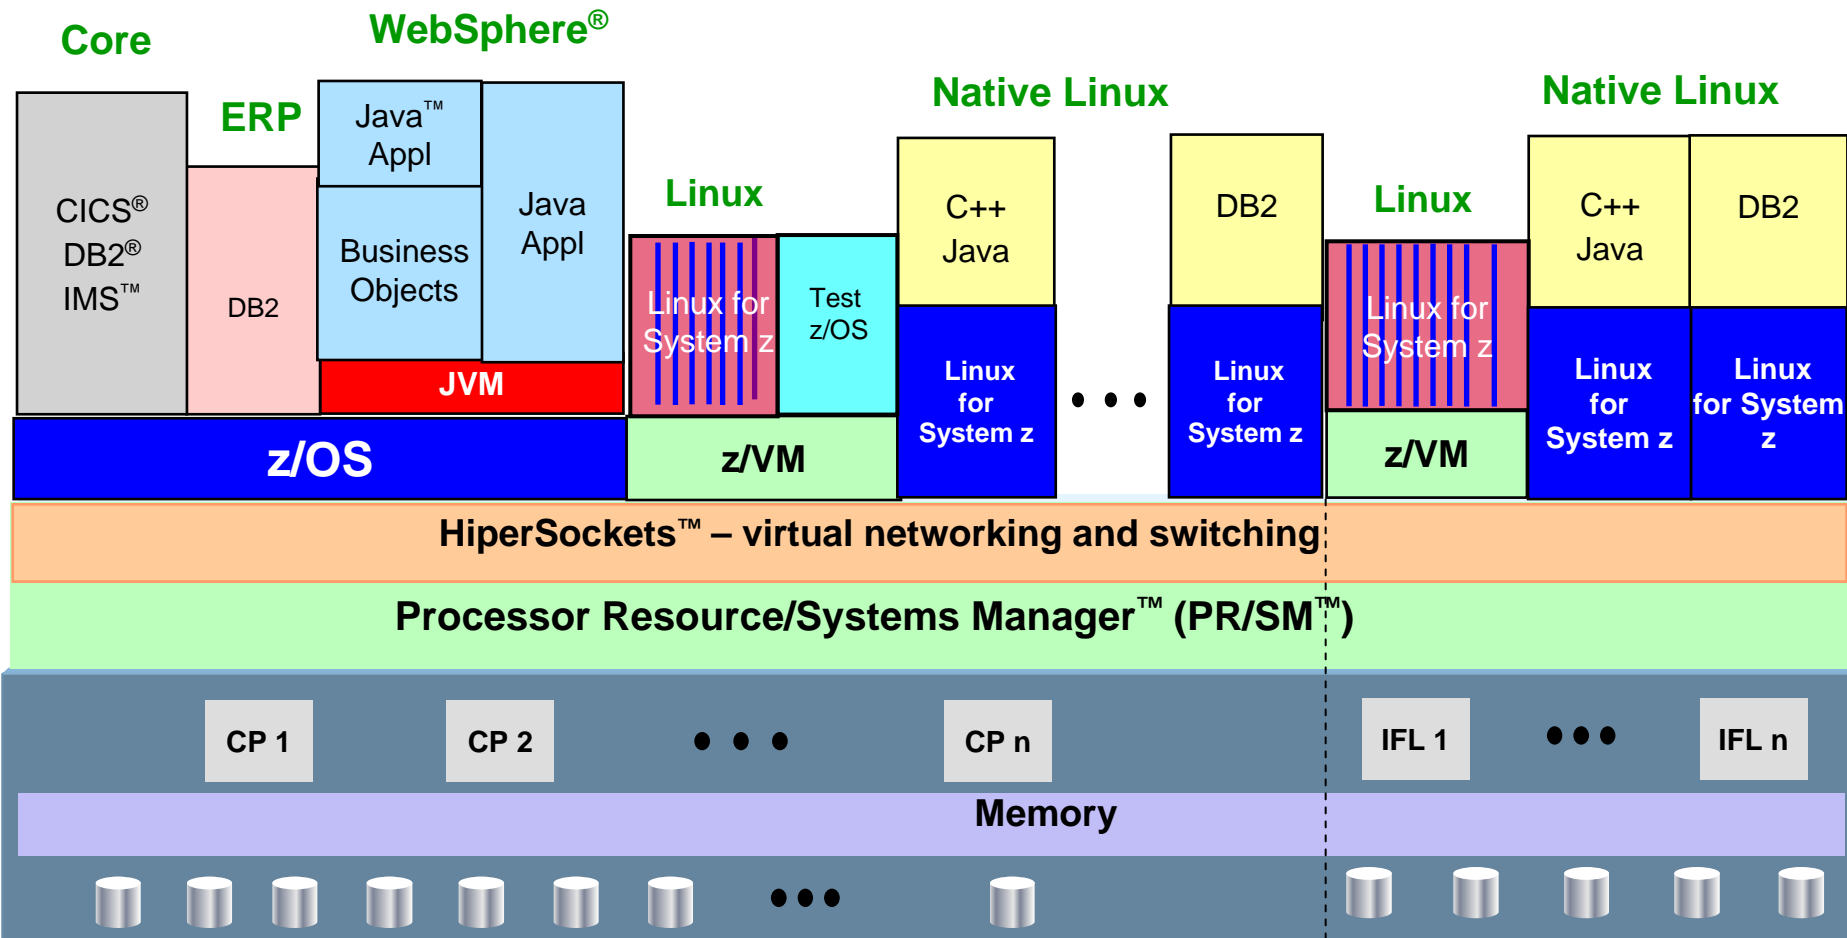 Core
WebSphere®
ERP
Native Linux
Native Linux
Linux
Linux
CICS®
DB2®
IMS™
DB2
Java™
Appl
Business
Objects
Java
Appl
JVM
z/OS
Linux for
System z
Test
z/OS
z/VM
C++
Java
Linux
for
System z
DB2
Linux
for
System z
Linux for
System z
z/VM
C++
Java
Linux
for
System z
DB2
Linux
for System
z
HiperSockets™ – virtual networking and switching
Processor Resource/Systems Manager™ (PR/SM™)
CP 1
CP 2
CP n
IFL 1
IFL n
Memory